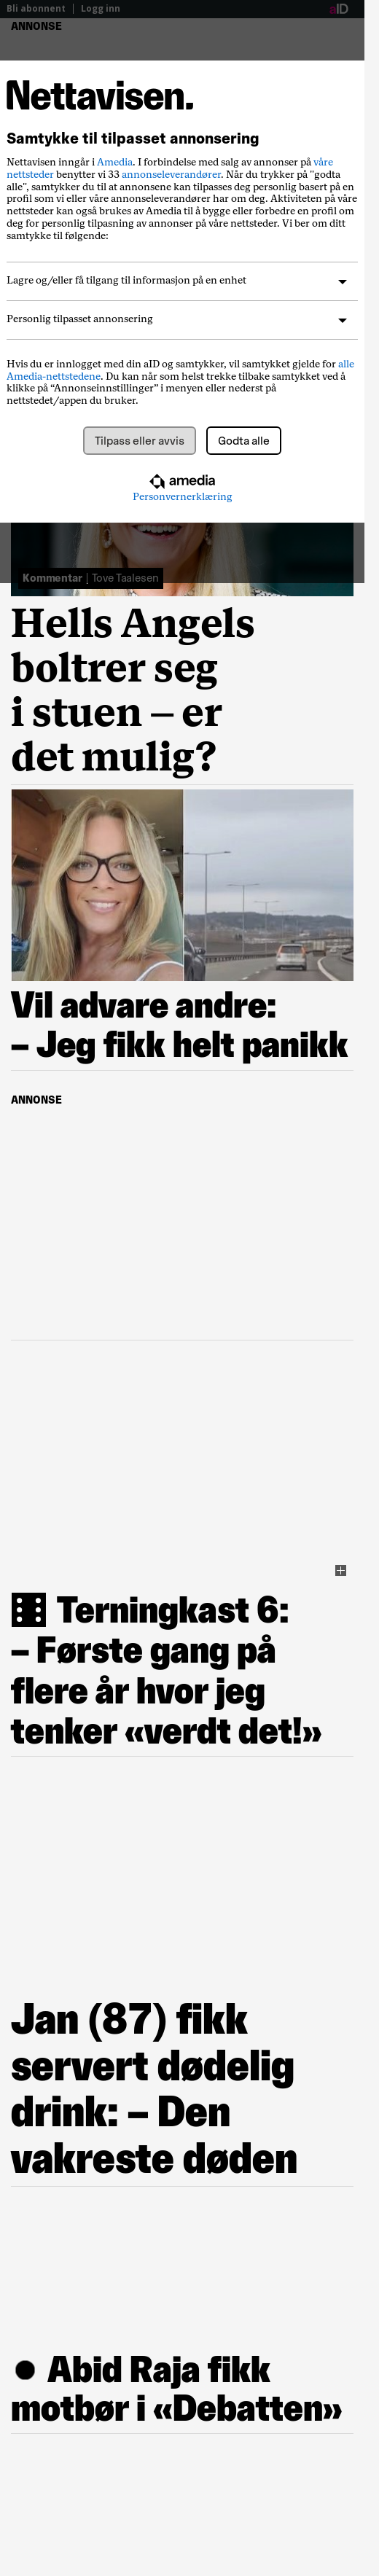 Bli abonnent | Logg inn
aID
ANNONSE
Nettavisen.
Samtykke til tilpasset annonsering
Nettavisen inngår i Amedia. I forbindelse med salg av annonser på våre
nettsteder benytter vi 33 annonseleverandører. Når du trykker på "godta
alle", samtykker du til at annonsene kan tilpasses deg personlig basert på en
profil som vi eller våre annonseleverandører har om deg. Aktiviteten på våre
nettsteder kan også brukes av Amedia til å bygge eller forbedre en profil om
deg for personlig tilpasning av annonser på våre nettsteder. Vi ber om ditt
samtykke til følgende:
Lagre og/eller få tilgang til informasjon på en enhet
Personlig tilpasset annonsering
Hvis du er innlogget med din aID og samtykker, vil samtykket gjelde for alle
Amedia-nettstedene. Du kan når som helst trekke tilbake samtykket ved å
klikke på “Annonseinnstillinger” i menyen eller nederst på
nettstedet/appen du bruker.
Tilpass eller avvis
Godta alle
amedia
Personvernerklæring
Kommentar | Tove Taalesen
Hells Angels
boltrer seg
i stuen – er
det mulig?
Vil advare andre:
– Jeg fikk helt panikk
ANNONSE
Terningkast 6:
– Første gang på
flere år hvor jeg
tenker «verdt det!»
Jan (87) fikk
servert dødelig
drink: – Den
vakreste døden
Abid Raja fikk
motbør i «Debatten»